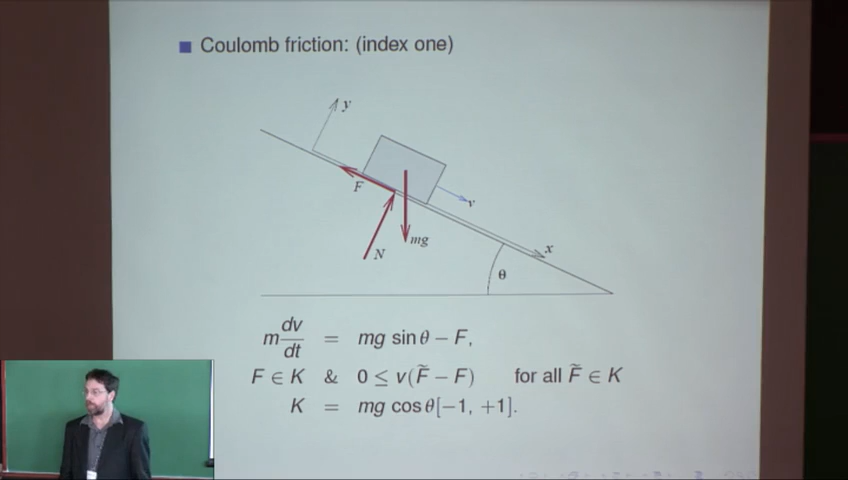 Coulomb friction: (index one)
y
F
v
mg
N
x
θ
m dv/dt = mg sin θ − F,
F ∈ K & 0 ≤ v(F̃ − F) for all F̃ ∈ K
K = mg cos θ[−1, +1].